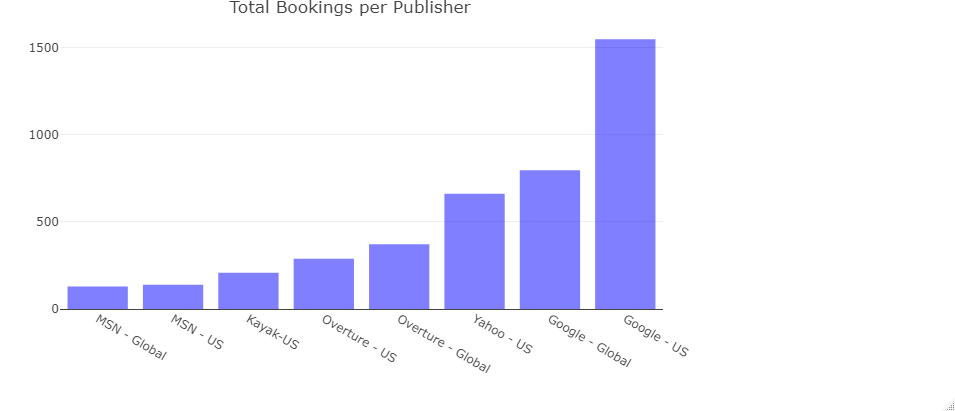 Total Bookings per Publisher
1500
1000
500
0
MSN - Global
MSN - US
Kayak-US
Overture - US
Overture - Global
Yahoo - US
Google - Global
Google - US